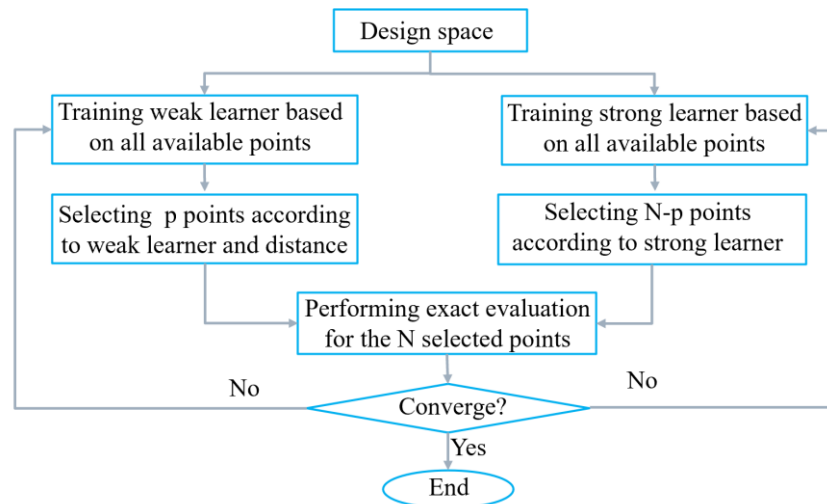 Design space
Training weak learner based
on all available points
Training strong learner based
on all available points
Selecting p points according
to weak learner and distance
Selecting N-p points
according to strong learner
Performing exact evaluation
for the N selected points
No
No
Converge?
Yes
End